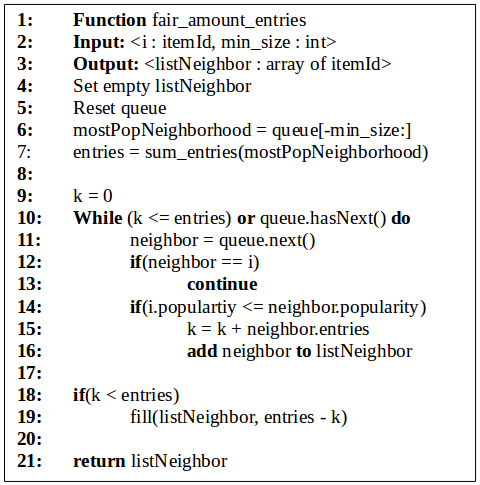 1: Function fair_amount_entries
2: Input: <i : itemId, min_size : int>
3: Output: <listNeighbor : array of itemId>
4: Set empty listNeighbor
5: Reset queue
6: mostPopNeighborhood = queue[-min_size:]
7: entries = sum_entries(mostPopNeighborhood)
8:
9: k = 0
10: While (k <= entries) or queue.hasNext() do
11: neighbor = queue.next()
12: if(neighbor == i)
13: continue
14: if(i.populartiy <= neighbor.popularity)
15: k = k + neighbor.entries
16: add neighbor to listNeighbor
17:
18: if(k < entries)
19: fill(listNeighbor, entries - k)
20:
21: return listNeighbor